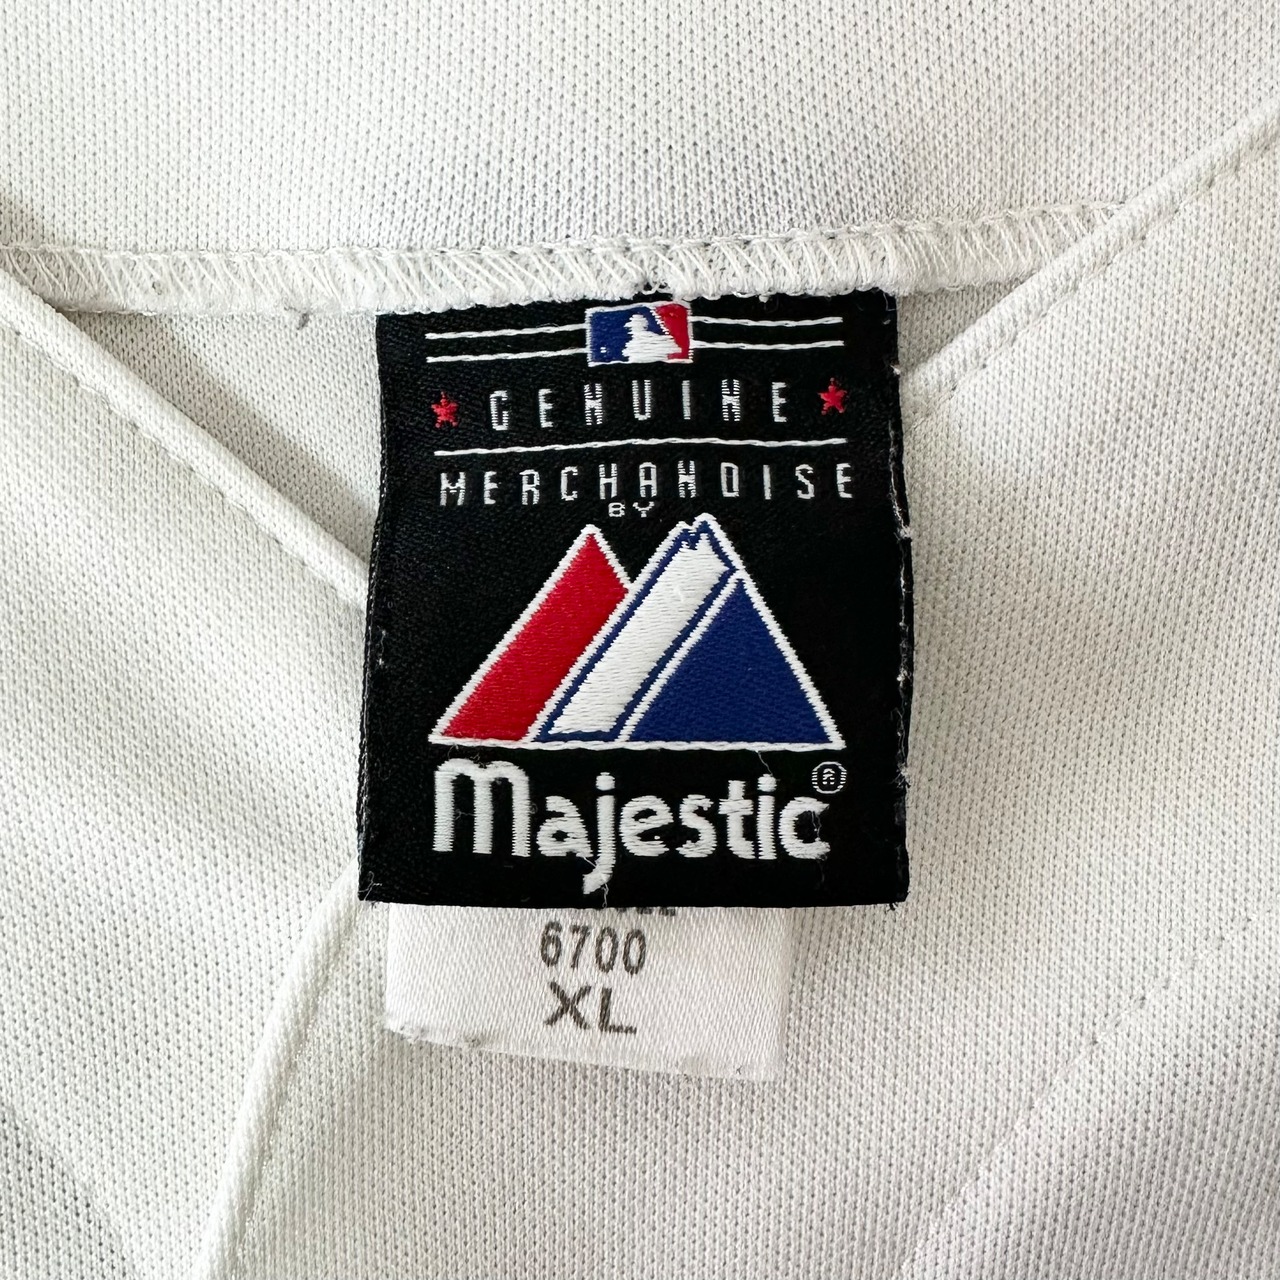 GENUINE
MERCHANDISE
BY
Majestic®
6700
XL